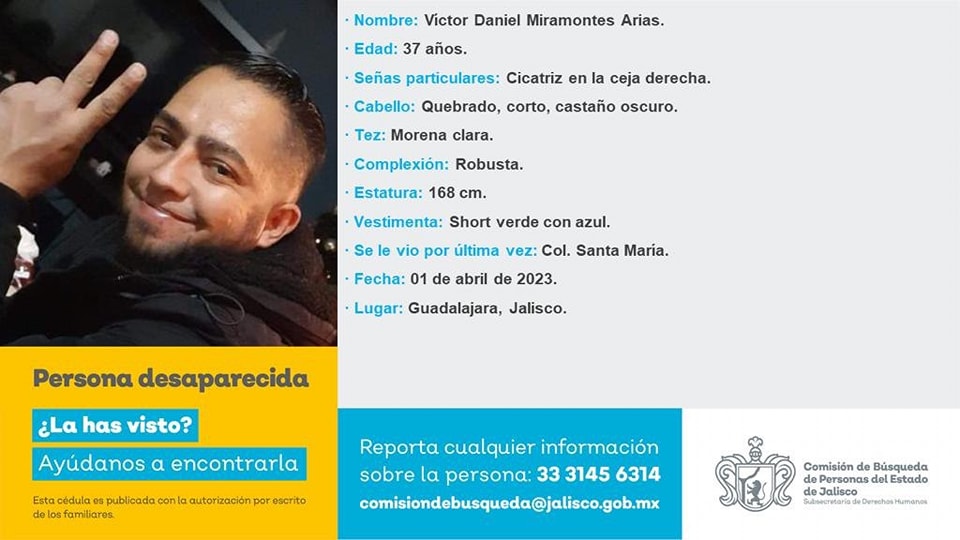 · Nombre: Victor Daniel Miramontes Arias.
· Edad: 37 años.
· Señas particulares: Cicatriz en la ceja derecha.
· Cabello: Quebrado, corto, castaño oscuro.
· Tez: Morena clara.
· Complexión: Robusta.
· Estatura: 168 cm.
· Vestimenta: Short verde con azul.
· Se le vio por última vez: Col. Santa María.
· Fecha: 01 de abril de 2023.
· Lugar: Guadalajara, Jalisco.
Persona desaparecida
¿La has visto?
Ayúdanos a encontrarla
Esta cédula es publicada con la autorización por escrito
de los familiares.
Reporta cualquier información
sobre la persona: 33 3145 6314
comisiondebusqueda@jalisco.gob.mx
Comisión de Búsqueda
de Personas del Estado
de Jalisco
Subsecretaría de Derechos Humanos